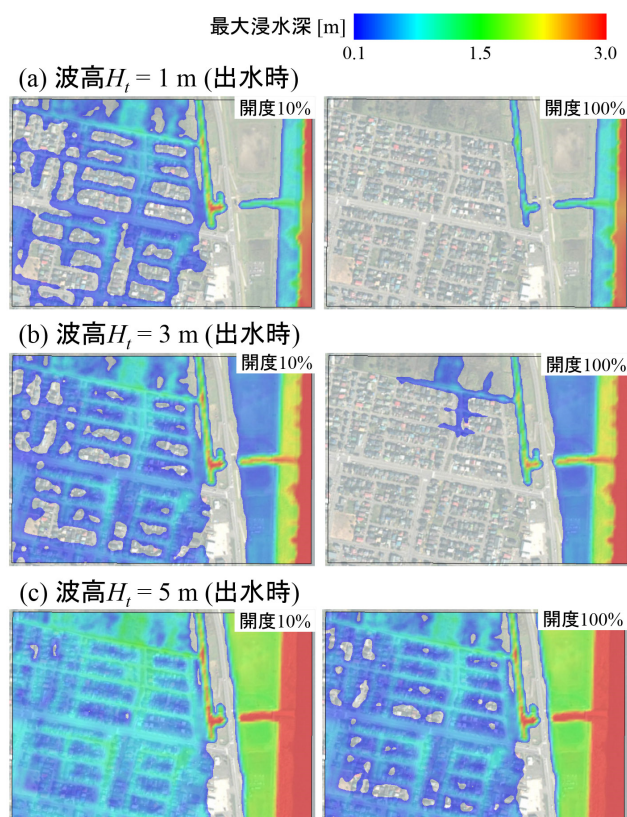 最大浸水深 [m]
0.1 1.5 3.0
(a) 波高Ht = 1 m (出水時)
開度10% 開度100%
(b) 波高Ht = 3 m (出水時)
開度10% 開度100%
(c) 波高Ht = 5 m (出水時)
開度10% 開度100%